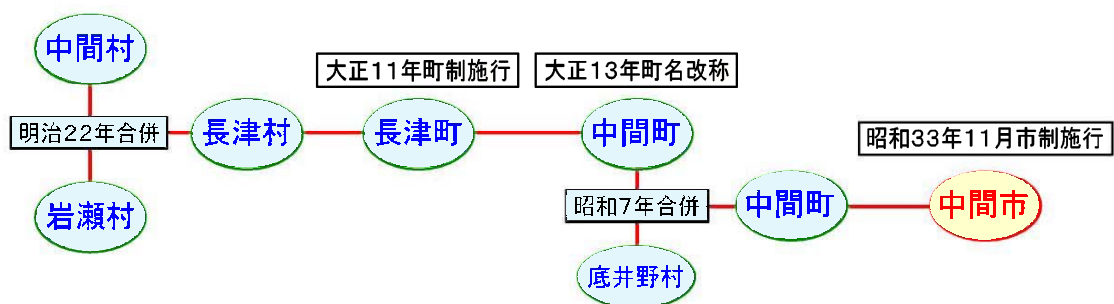 中間村
明治22年合併
岩瀬村
長津村
大正11年町制施行
長津町
大正13年町名改称
中間町
昭和7年合併
底井野村
中間町
昭和33年11月市制施行
中間市